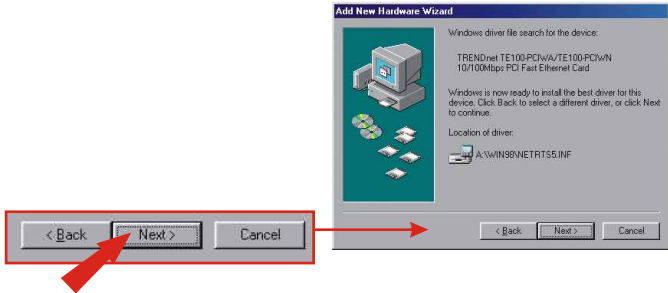 Add New Hardware Wizard
Windows driver file search for the device:
TRENDnet TE100-PCIWA/TE100-PCIWN
10/100Mbps PCI Fast Ethernet Card
Windows is now ready to install the best driver for this
device. Click Back to select a different driver, or click Next
to continue.
Location of driver:
A:\WIN98\NETRTS5.INF
< Back Next > Cancel
< Back Next > Cancel